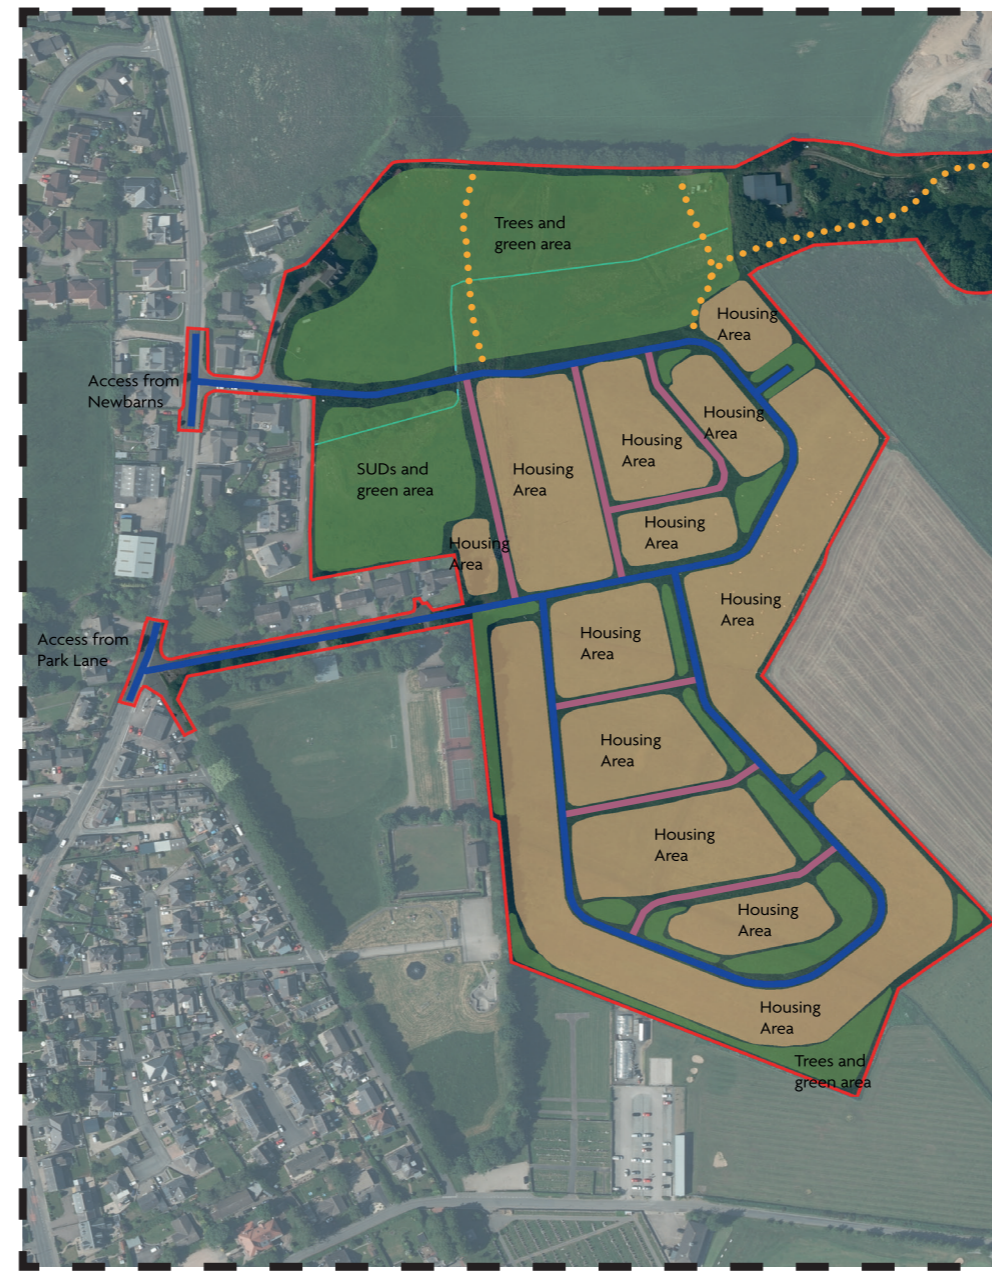 Trees and
green area
Housing
Area
Access from
Newbarns
Housing
Area
Housing
Area
SUDs and
green area
Housing
Area
Housing
Area
Housing
Area
Housing
Area
Access from
Park Lane
Housing
Area
Housing
Area
Housing
Area
Housing
Area
Housing
Area
Trees and
green area